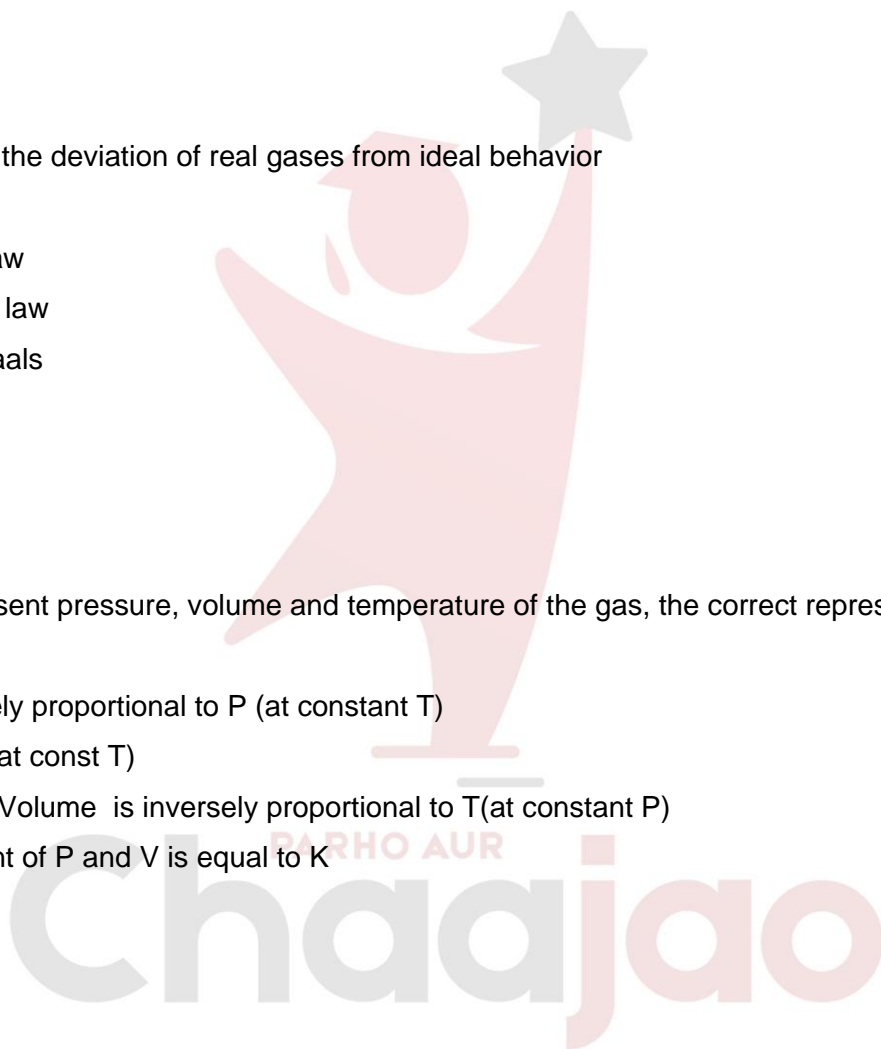 the deviation of real gases from ideal behavior
aw
law
aals
sent pressure, volume and temperature of the gas, the correct repres
ely proportional to P (at constant T)
at const T)
Volume is inversely proportional to T(at constant P)
nt of P and V is equal to K
PARHO AUR
Chaajao